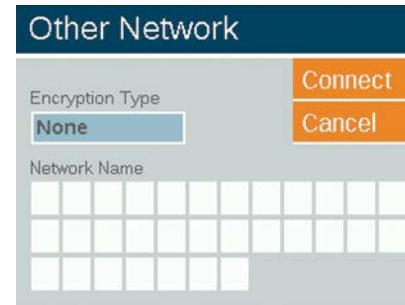 Other Network
Connect
Encryption Type
Cancel
None
Network Name